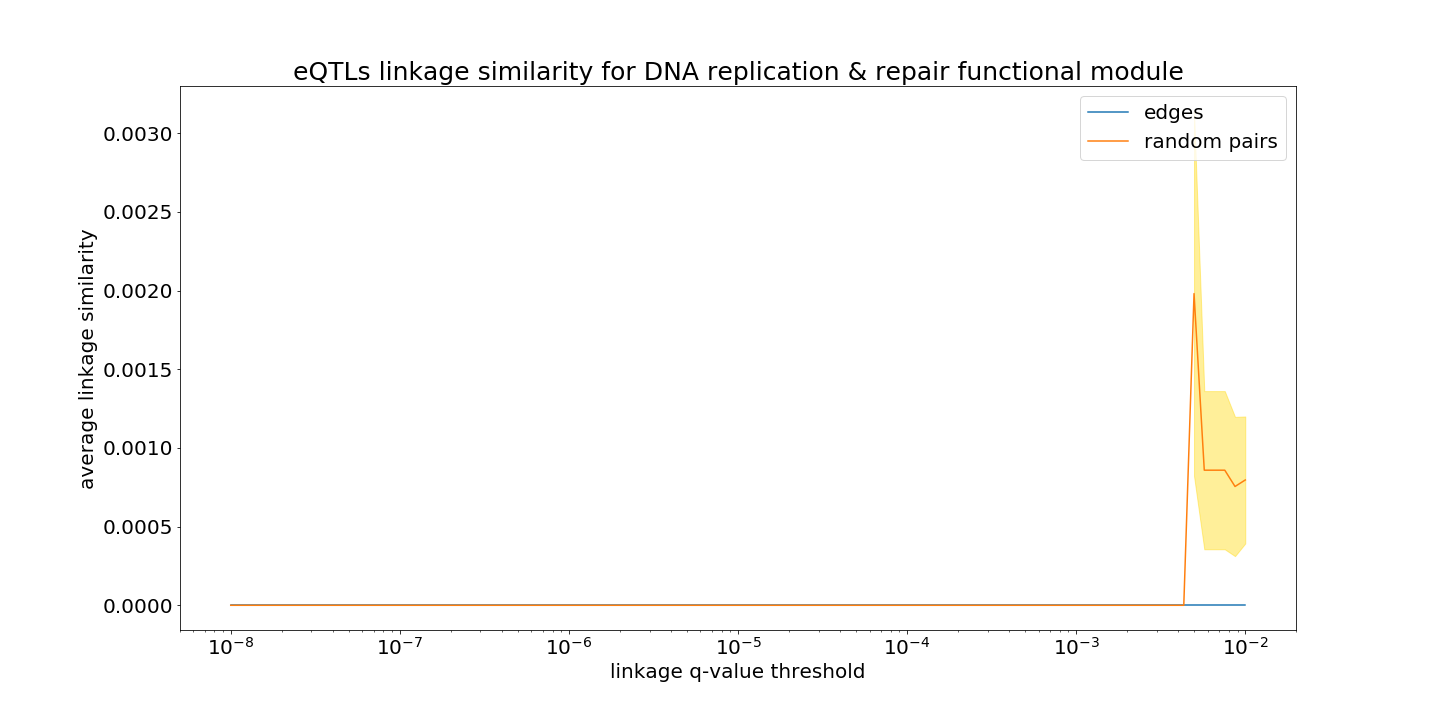 eQTLs linkage similarity for DNA replication & repair functional module
edges
random pairs
average linkage similarity
0.0030
0.0025
0.0020
0.0015
0.0010
0.0005
0.0000
10⁻⁸ 10⁻⁷ 10⁻⁶ 10⁻⁵ 10⁻⁴ 10⁻³ 10⁻²
linkage q-value threshold